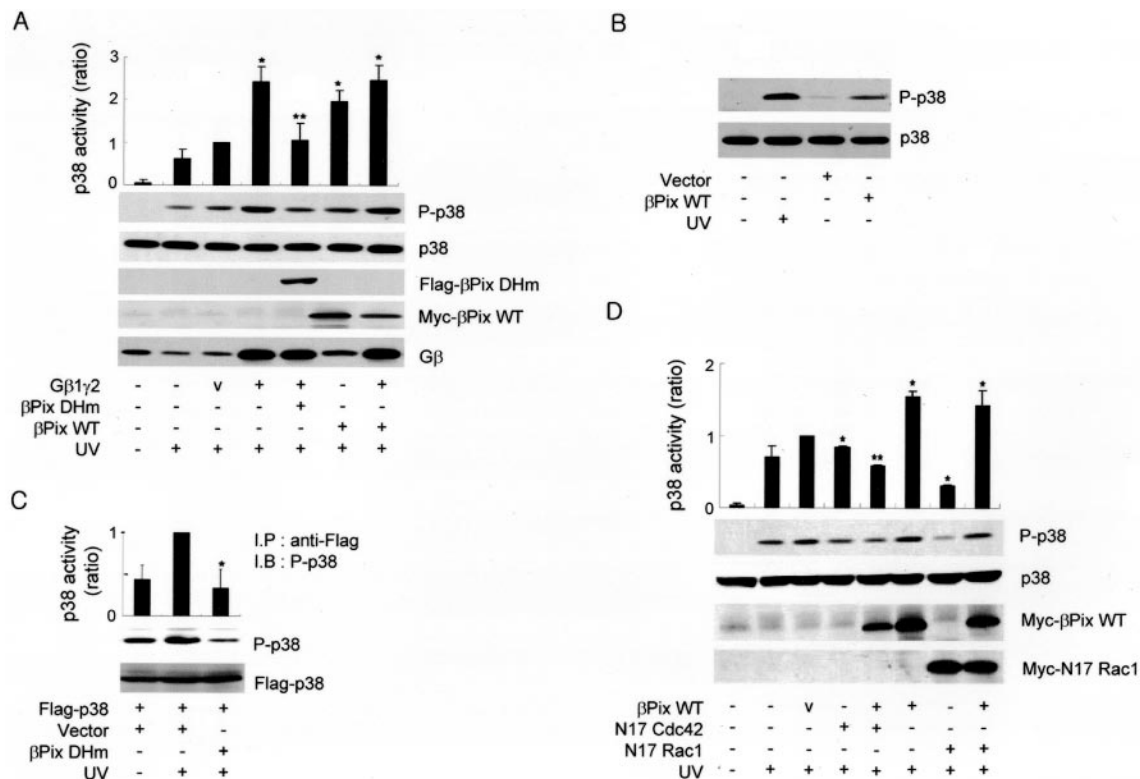 A
p38 activity (ratio)
3
2
1
0
*
**
*
*
P-p38
p38
Flag-βPix DHm
Myc-βPix WT
Gβ
Gβ1γ2 - - v + + - +
βPix DHm - - - - + - -
βPix WT - - - - - + +
UV - + + + + + +
B
P-p38
p38
Vector - - + -
βPix WT - - - +
UV - + - -
C
p38 activity (ratio)
1
0
*
I.P : anti-Flag
I.B : P-p38
P-p38
Flag-p38
Flag-p38 + + +
Vector + + -
βPix DHm - - +
UV - + +
D
p38 activity (ratio)
2
1
0
*
**
*
*
*
P-p38
p38
Myc-βPix WT
Myc-N17 Rac1
βPix WT - - v - + + - +
N17 Cdc42 - - - + + - - -
N17 Rac1 - - - - - - + +
UV - + + + + + + +